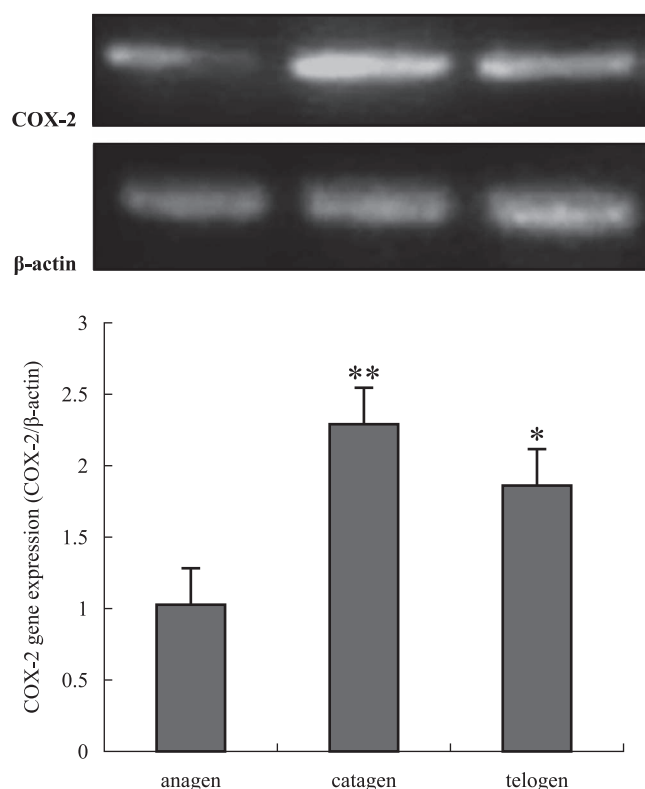 COX-2
β-actin
COX-2 gene expression (COX-2/β-actin)
3
2.5
2
1.5
1
0.5
0
**
*
anagen catagen telogen